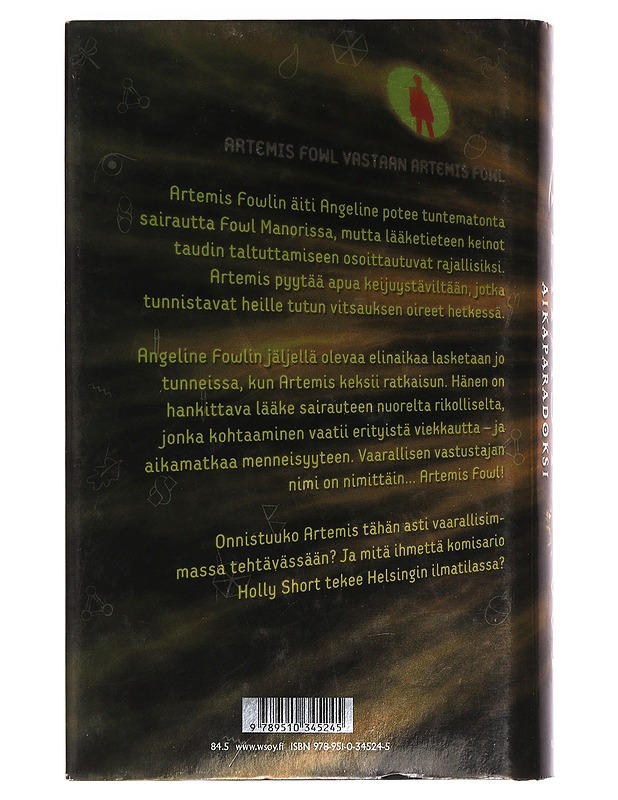 ARTEMIS FOWL VASTAAN ARTEMIS FOWL
Artemis Fowlin äiti Angeline potee tuntematonta
sairautta Fowl Manorissa, mutta lääketieteen keinot
taudin taltuttamiseen osoittautuvat rajallisiksi.
Artemis pyytää apua keijuystäviltään, jotka
tunnistavat heille tutun vitsauksen oireet hetkessä.
Angeline Fowlin jäljellä olevaa elinaikaa lasketaan jo
tunneissa, kun Artemis keksii ratkaisun. Hänen on
hankittava lääke sairauteen nuorelta rikolliselta,
jonka kohtaaminen vaatii erityistä viekkautta – ja
aikamatkaa menneisyyteen. Vaarallisen vastustajan
nimi on nimittäin... Artemis Fowl!
Onnistuuko Artemis tähän asti vaarallisim-
massa tehtävässään? Ja mitä ihmettä komisario
Holly Short tekee Helsingin ilmatilassa?
AIKAPARADOKSI
9 789510 345245
84.5 www.wsoy.fi ISBN 978-951-0-34524-5